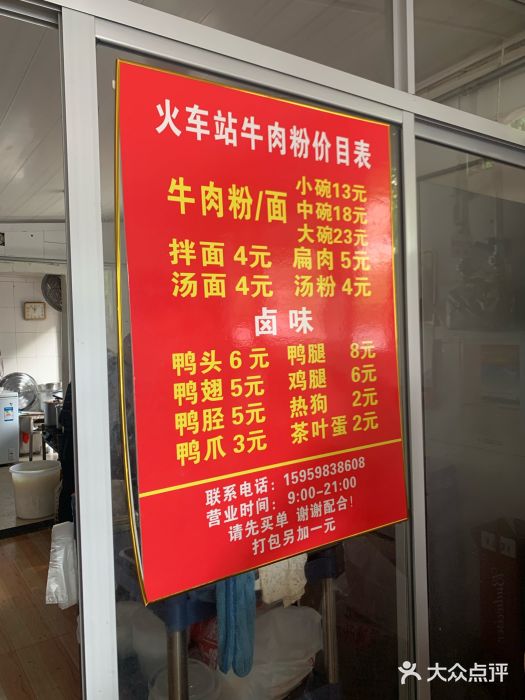 火车站牛肉粉价目表
小碗13元
牛肉粉/面 中碗18元
大碗23元
拌面 4元 扁肉 5元
汤面 4元 汤粉 4元
卤味
鸭头 6 元 鸭腿 8元
鸭翅 5元 鸡腿 6元
鸭胫 5元 热狗 2元
鸭爪 3元 茶叶蛋 2元
联系电话：15959838608
营业时间：9:00-21:00
请先买单 谢谢配合！
打包另加一元
大众点评